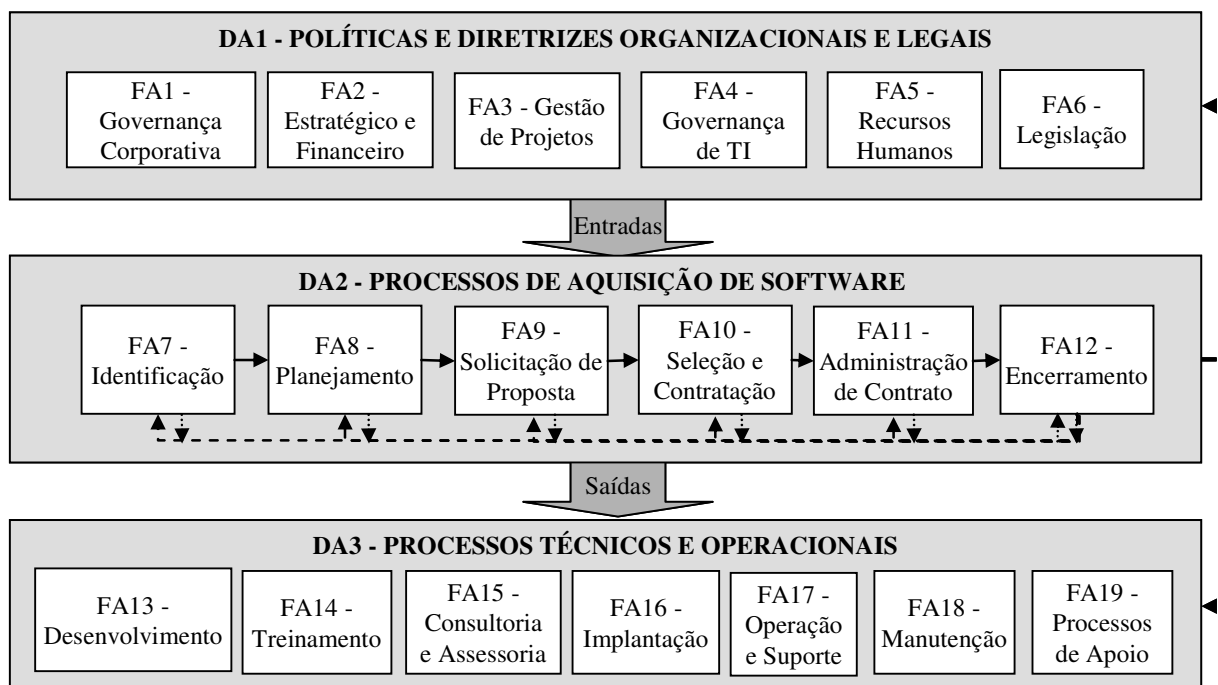 DA1 - POLÍTICAS E DIRETRIZES ORGANIZACIONAIS E LEGAIS
FA1 -
Governança
Corporativa
FA2 -
Estratégico e
Financeiro
FA3 - Gestão
de Projetos
FA4 -
Governança
de TI
FA5 -
Recursos
Humanos
FA6 -
Legislação
Entradas
DA2 - PROCESSOS DE AQUISIÇÃO DE SOFTWARE
FA7 -
Identificação
FA8 -
Planejamento
FA9 -
Solicitação de
Proposta
FA10 -
Seleção e
Contratação
FA11 -
Administração
de Contrato
FA12 -
Encerramento
Saídas
DA3 - PROCESSOS TÉCNICOS E OPERACIONAIS
FA13 -
Desenvolvimento
FA14 -
Treinamento
FA15 -
Consultoria
e Assessoria
FA16 -
Implantação
FA17 -
Operação
e Suporte
FA18 -
Manutenção
FA19 -
Processos
de Apoio